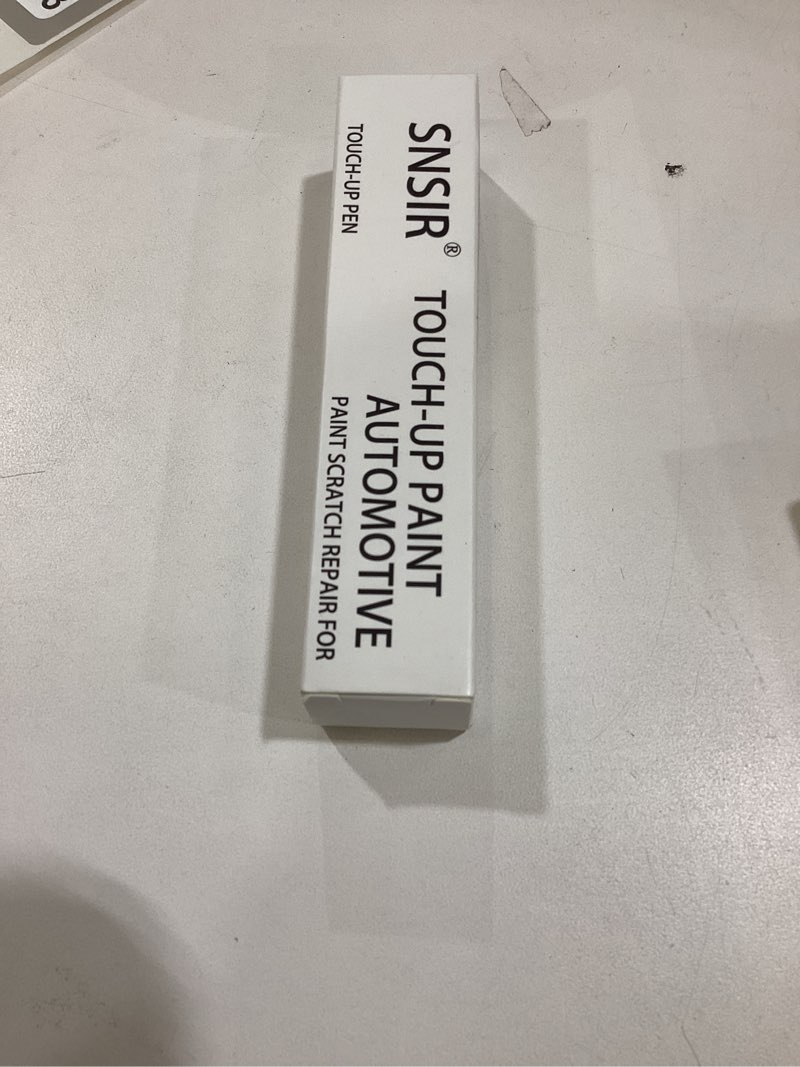 SNSIR®
TOUCH-UP PEN
TOUCH-UP PAINT
AUTOMOTIVE
PAINT SCRATCH REPAIR FOR